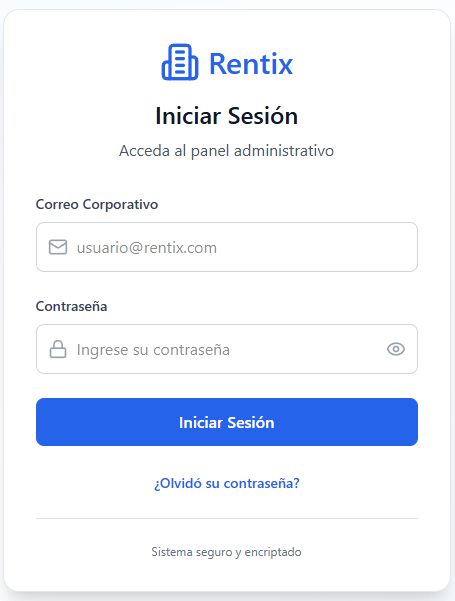 Rentix
Iniciar Sesión
Acceda al panel administrativo
Correo Corporativo
usuario@rentix.com
Contraseña
Ingrese su contraseña
Iniciar Sesión
¿Olvidó su contraseña?
Sistema seguro y encriptado